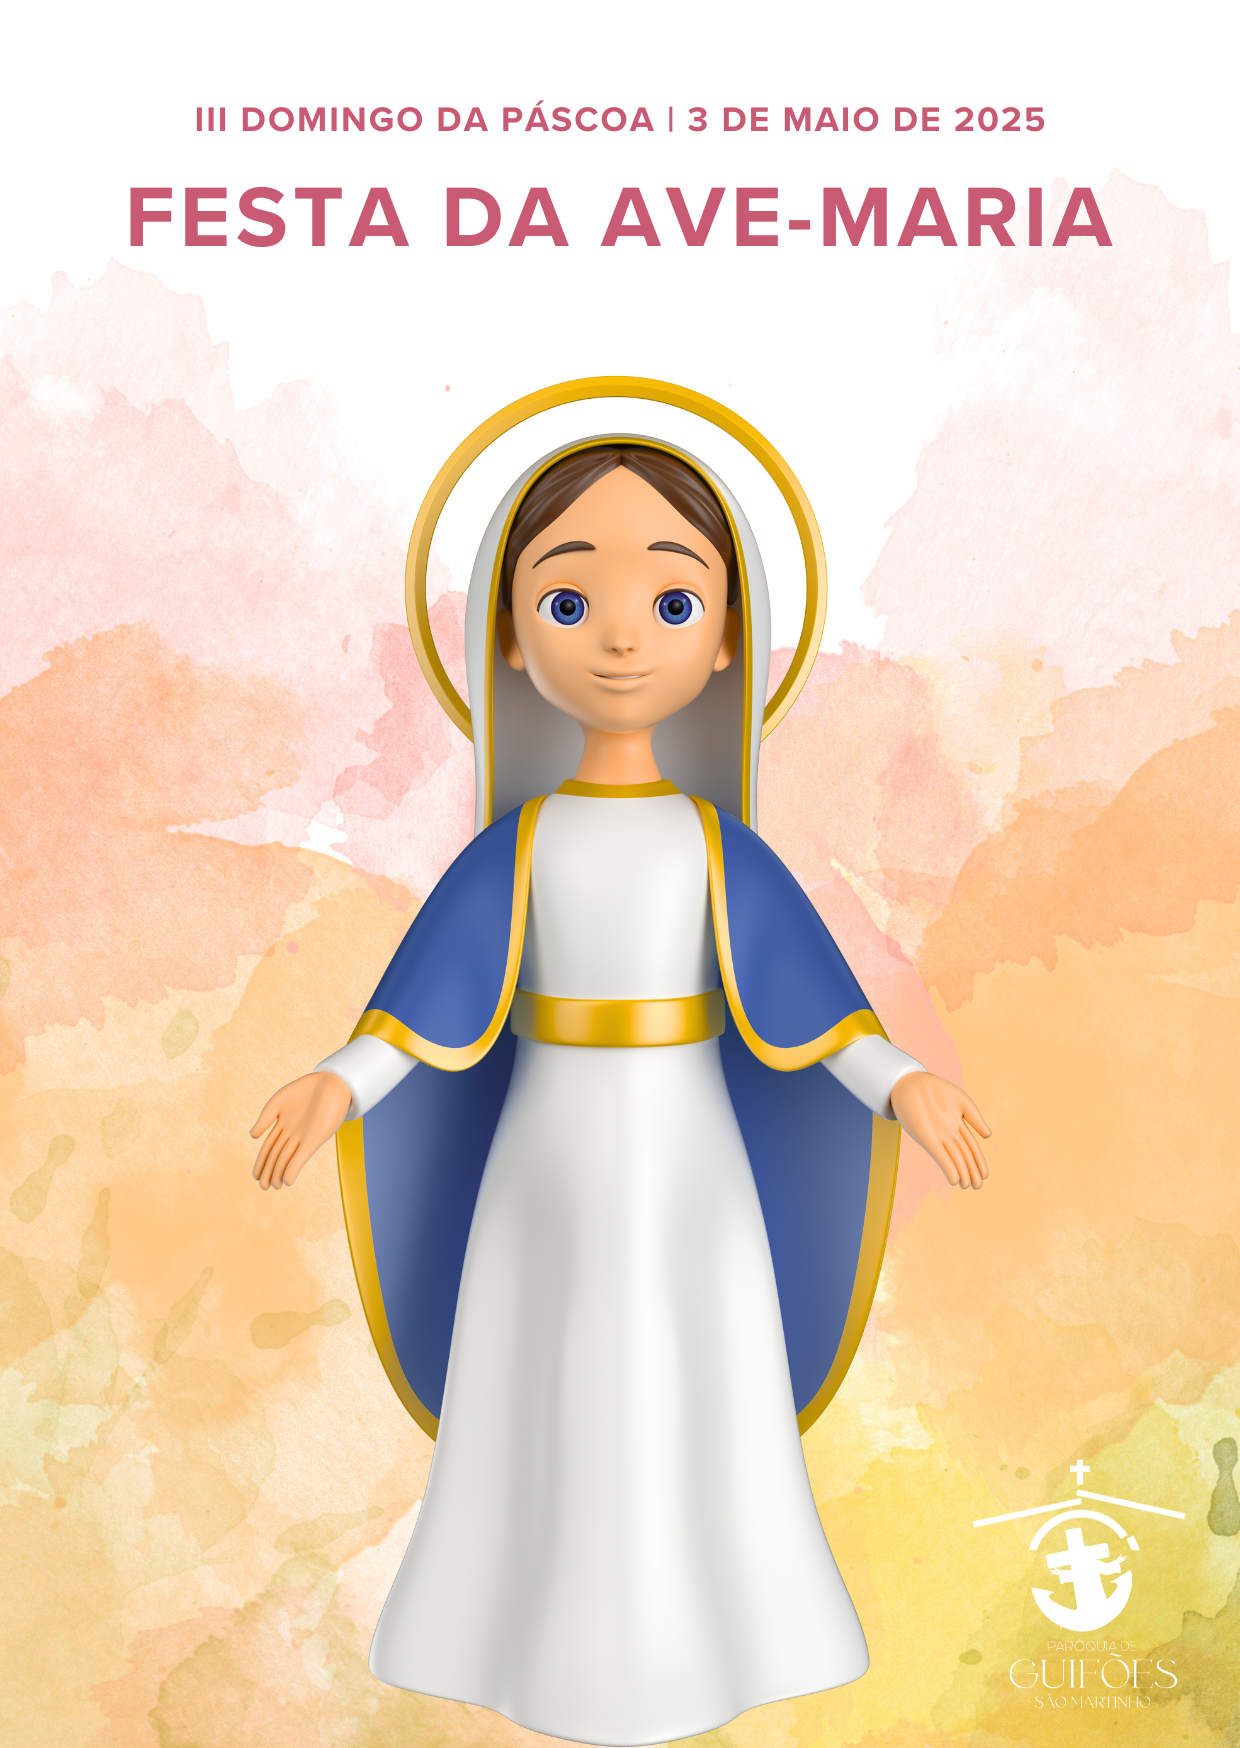 III DOMINGO DA PÁSCOA | 3 DE MAIO DE 2025
FESTA DA AVE-MARIA
PARÓQUIA DE
GUIFÕES
SÃO MARTINHO